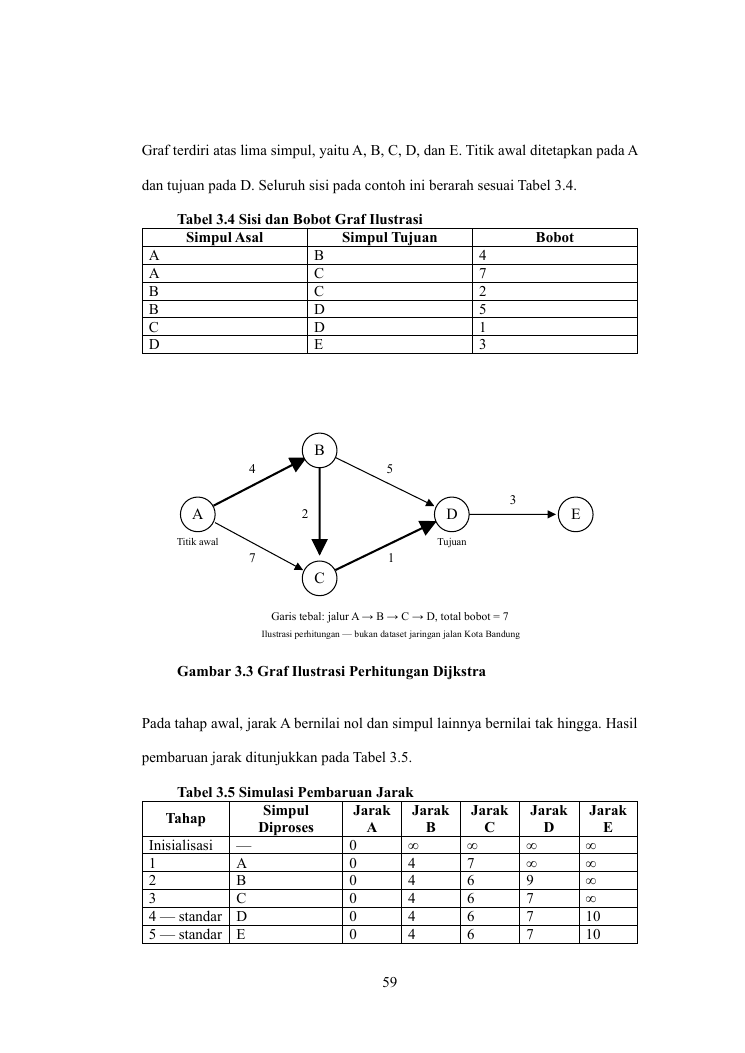 Graf terdiri atas lima simpul, yaitu A, B, C, D, dan E. Titik awal ditetapkan pada A
dan tujuan pada D. Seluruh sisi pada contoh ini berarah sesuai Tabel 3.4.
Tabel 3.4 Sisi dan Bobot Graf Ilustrasi
Simpul Asal Simpul Tujuan Bobot
A B 4
A C 7
B C 2
B D 5
C D 1
D E 3
B
4 5
3
A 2 D E
Titik awal Tujuan
7 1
C
Garis tebal: jalur A → B → C → D, total bobot = 7
Ilustrasi perhitungan — bukan dataset jaringan jalan Kota Bandung
Gambar 3.3 Graf Ilustrasi Perhitungan Dijkstra
Pada tahap awal, jarak A bernilai nol dan simpul lainnya bernilai tak hingga. Hasil
pembaruan jarak ditunjukkan pada Tabel 3.5.
Tabel 3.5 Simulasi Pembaruan Jarak
Tahap Simpul Diproses Jarak A Jarak B Jarak C Jarak D Jarak E
Inisialisasi — 0 ∞ ∞ ∞ ∞
1 A 0 4 7 ∞ ∞
2 B 0 4 6 9 ∞
3 C 0 4 6 7 ∞
4 — standar D 0 4 6 7 10
5 — standar E 0 4 6 7 10
59